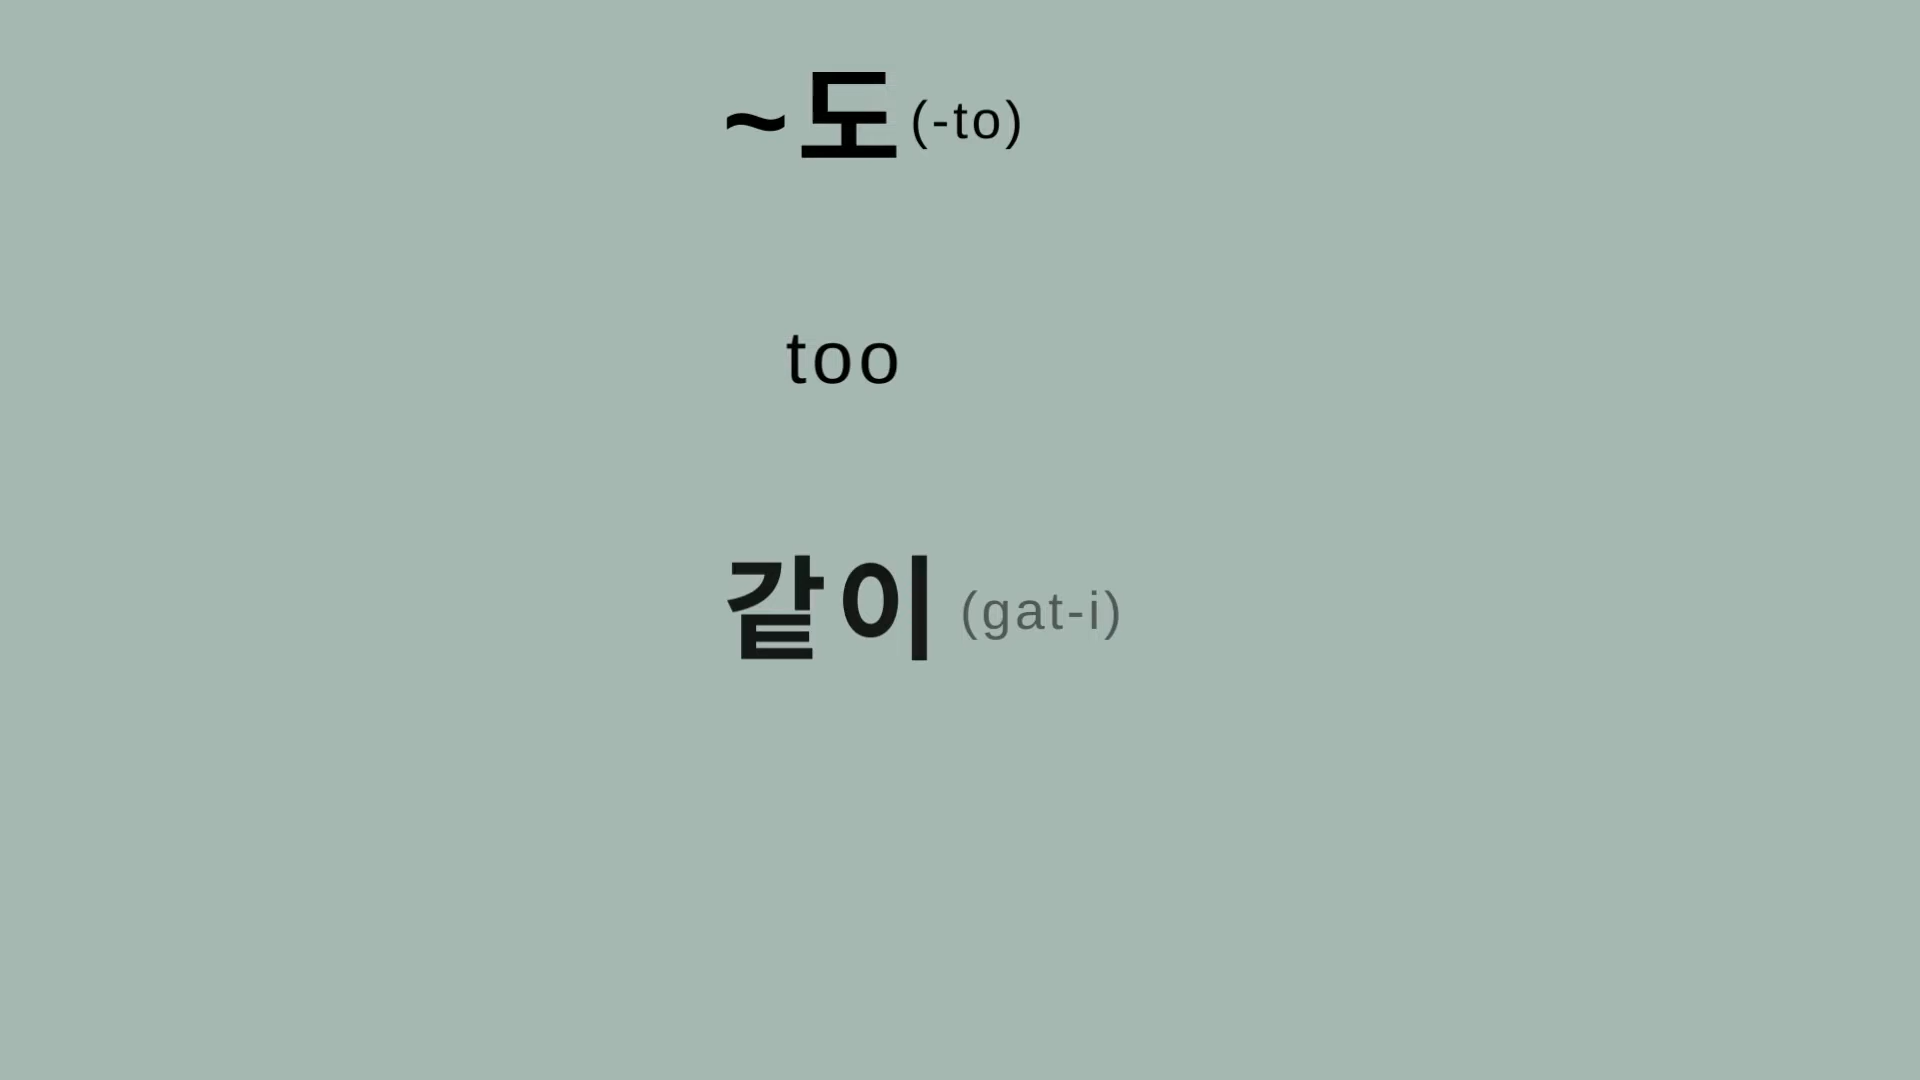 ~도 (-to)
too
같이 (gat-i)